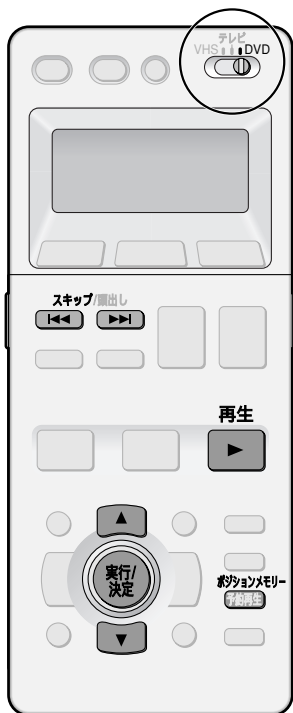 テレビ
VHS DVD
スキップ/頭出し
再生
実行/
決定
ポジションメモリー
予約再生